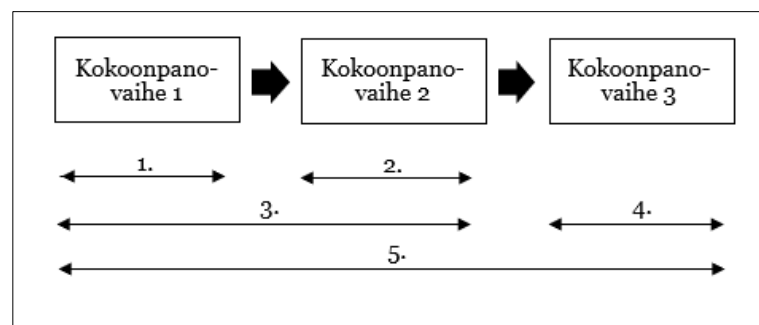 Kokoonpano-
vaihe 1
Kokoonpano-
vaihe 2
Kokoonpano-
vaihe 3
1.
2.
3.
4.
5.